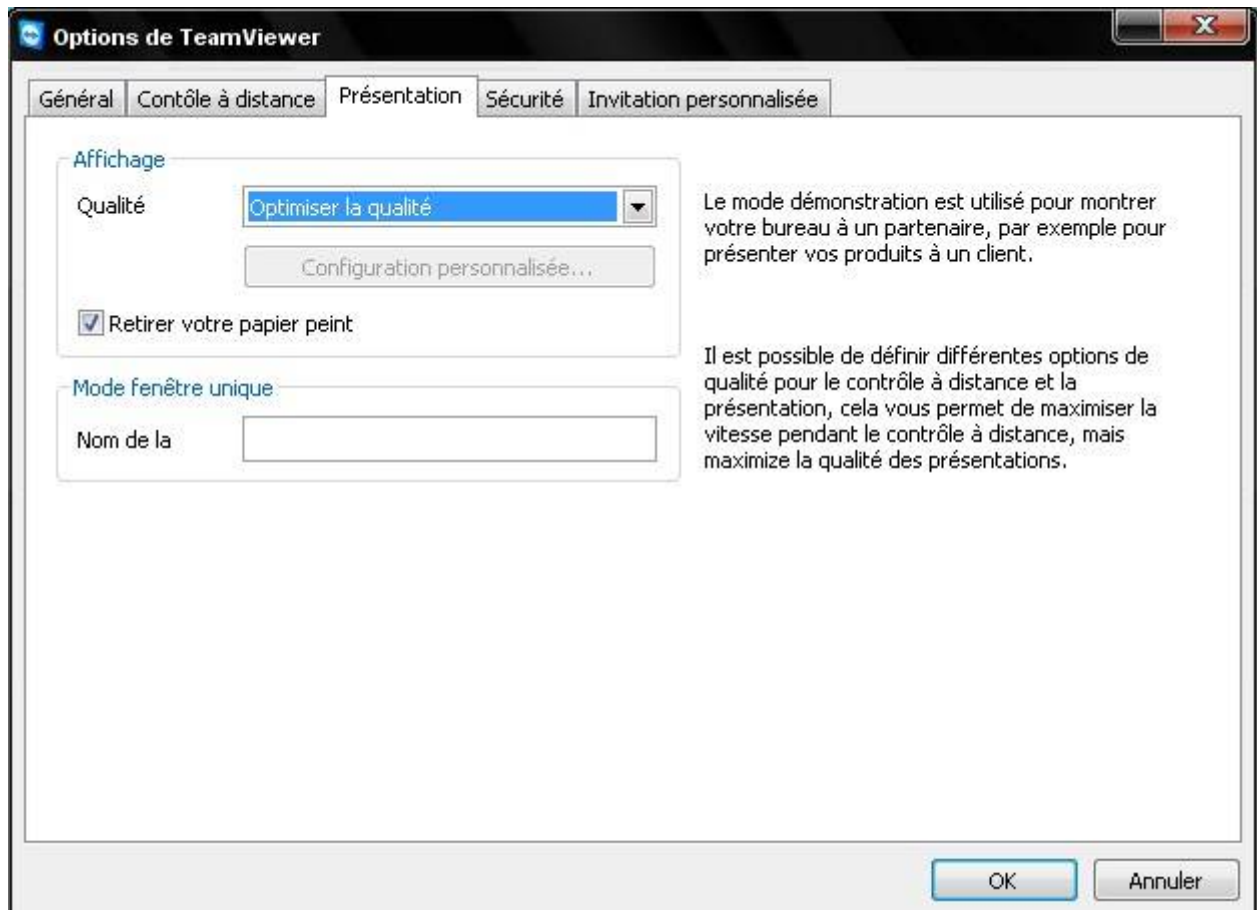 Options de TeamViewer
Général
Contôle à distance
Présentation
Sécurité
Invitation personnalisée
Affichage
Qualité
Optimiser la qualité
Configuration personnalisée...
Retirer votre papier peint
Mode fenêtre unique
Nom de la
Le mode démonstration est utilisé pour montrer
votre bureau à un partenaire, par exemple pour
présenter vos produits à un client.
Il est possible de définir différentes options de
qualité pour le contrôle à distance et la
présentation, cela vous permet de maximiser la
vitesse pendant le contrôle à distance, mais
maximize la qualité des présentations.
OK
Annuler